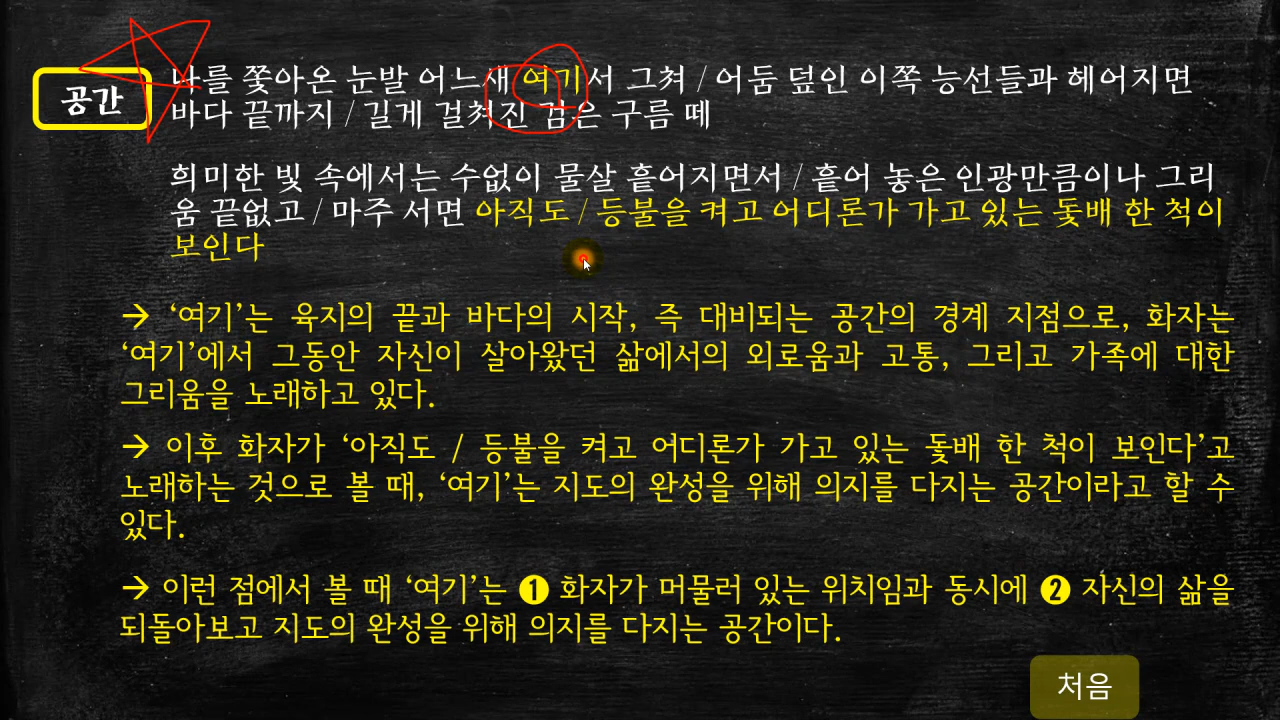 공간
나를 쫓아온 눈발 어느새 여기서 그쳐 / 어둠 덮인 이쪽 능선들과 헤어지면
바다 끝까지 / 길게 걸쳐진 검은 구름 떼
희미한 빛 속에서는 수없이 물살 흩어지면서 / 흩어 놓은 인광만큼이나 그리
움 끝없고 / 마주 서면 아직도 / 등불을 켜고 어디론가 가고 있는 돛배 한 척이
보인다
→ ‘여기’는 육지의 끝과 바다의 시작, 즉 대비되는 공간의 경계 지점으로, 화자는
‘여기’에서 그동안 자신이 살아왔던 삶에서의 외로움과 고통, 그리고 가족에 대한
그리움을 노래하고 있다.
→ 이후 화자가 ‘아직도 / 등불을 켜고 어디론가 가고 있는 돛배 한 척이 보인다’고
노래하는 것으로 볼 때, ‘여기’는 지도의 완성을 위해 의지를 다지는 공간이라고 할 수
있다.
→ 이런 점에서 볼 때 ‘여기’는 ❶ 화자가 머물러 있는 위치임과 동시에 ❷ 자신의 삶을
되돌아보고 지도의 완성을 위해 의지를 다지는 공간이다.
처음